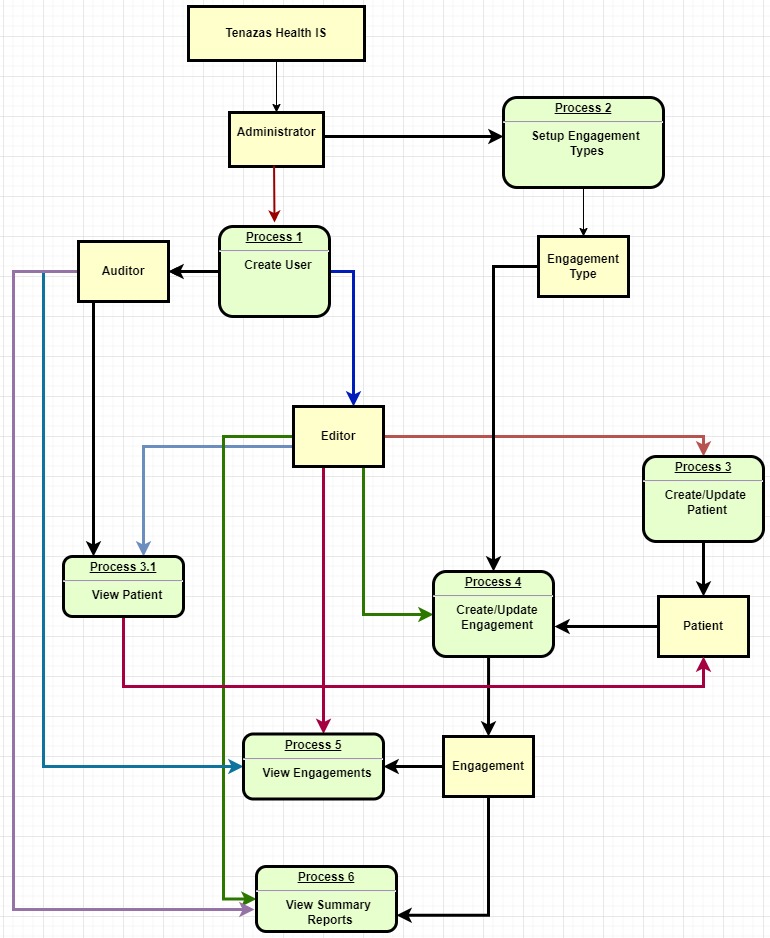 Tenazas Health IS
Administrator
Process 2
Setup Engagement
Types
Process 1
Create User
Auditor
Engagement
Type
Editor
Process 3
Create/Update
Patient
Process 3.1
View Patient
Process 4
Create/Update
Engagement
Patient
Process 5
View Engagements
Engagement
Process 6
View Summary
Reports